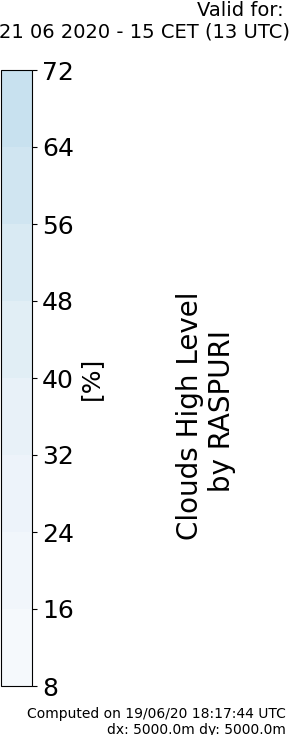 Valid for:
21 06 2020 - 15 CET (13 UTC)
72
64
56
48
40
32
24
16
8
[%]
Clouds High Level
by RASPURI
Computed on 19/06/20 18:17:44 UTC
dx: 5000.0m dy: 5000.0m